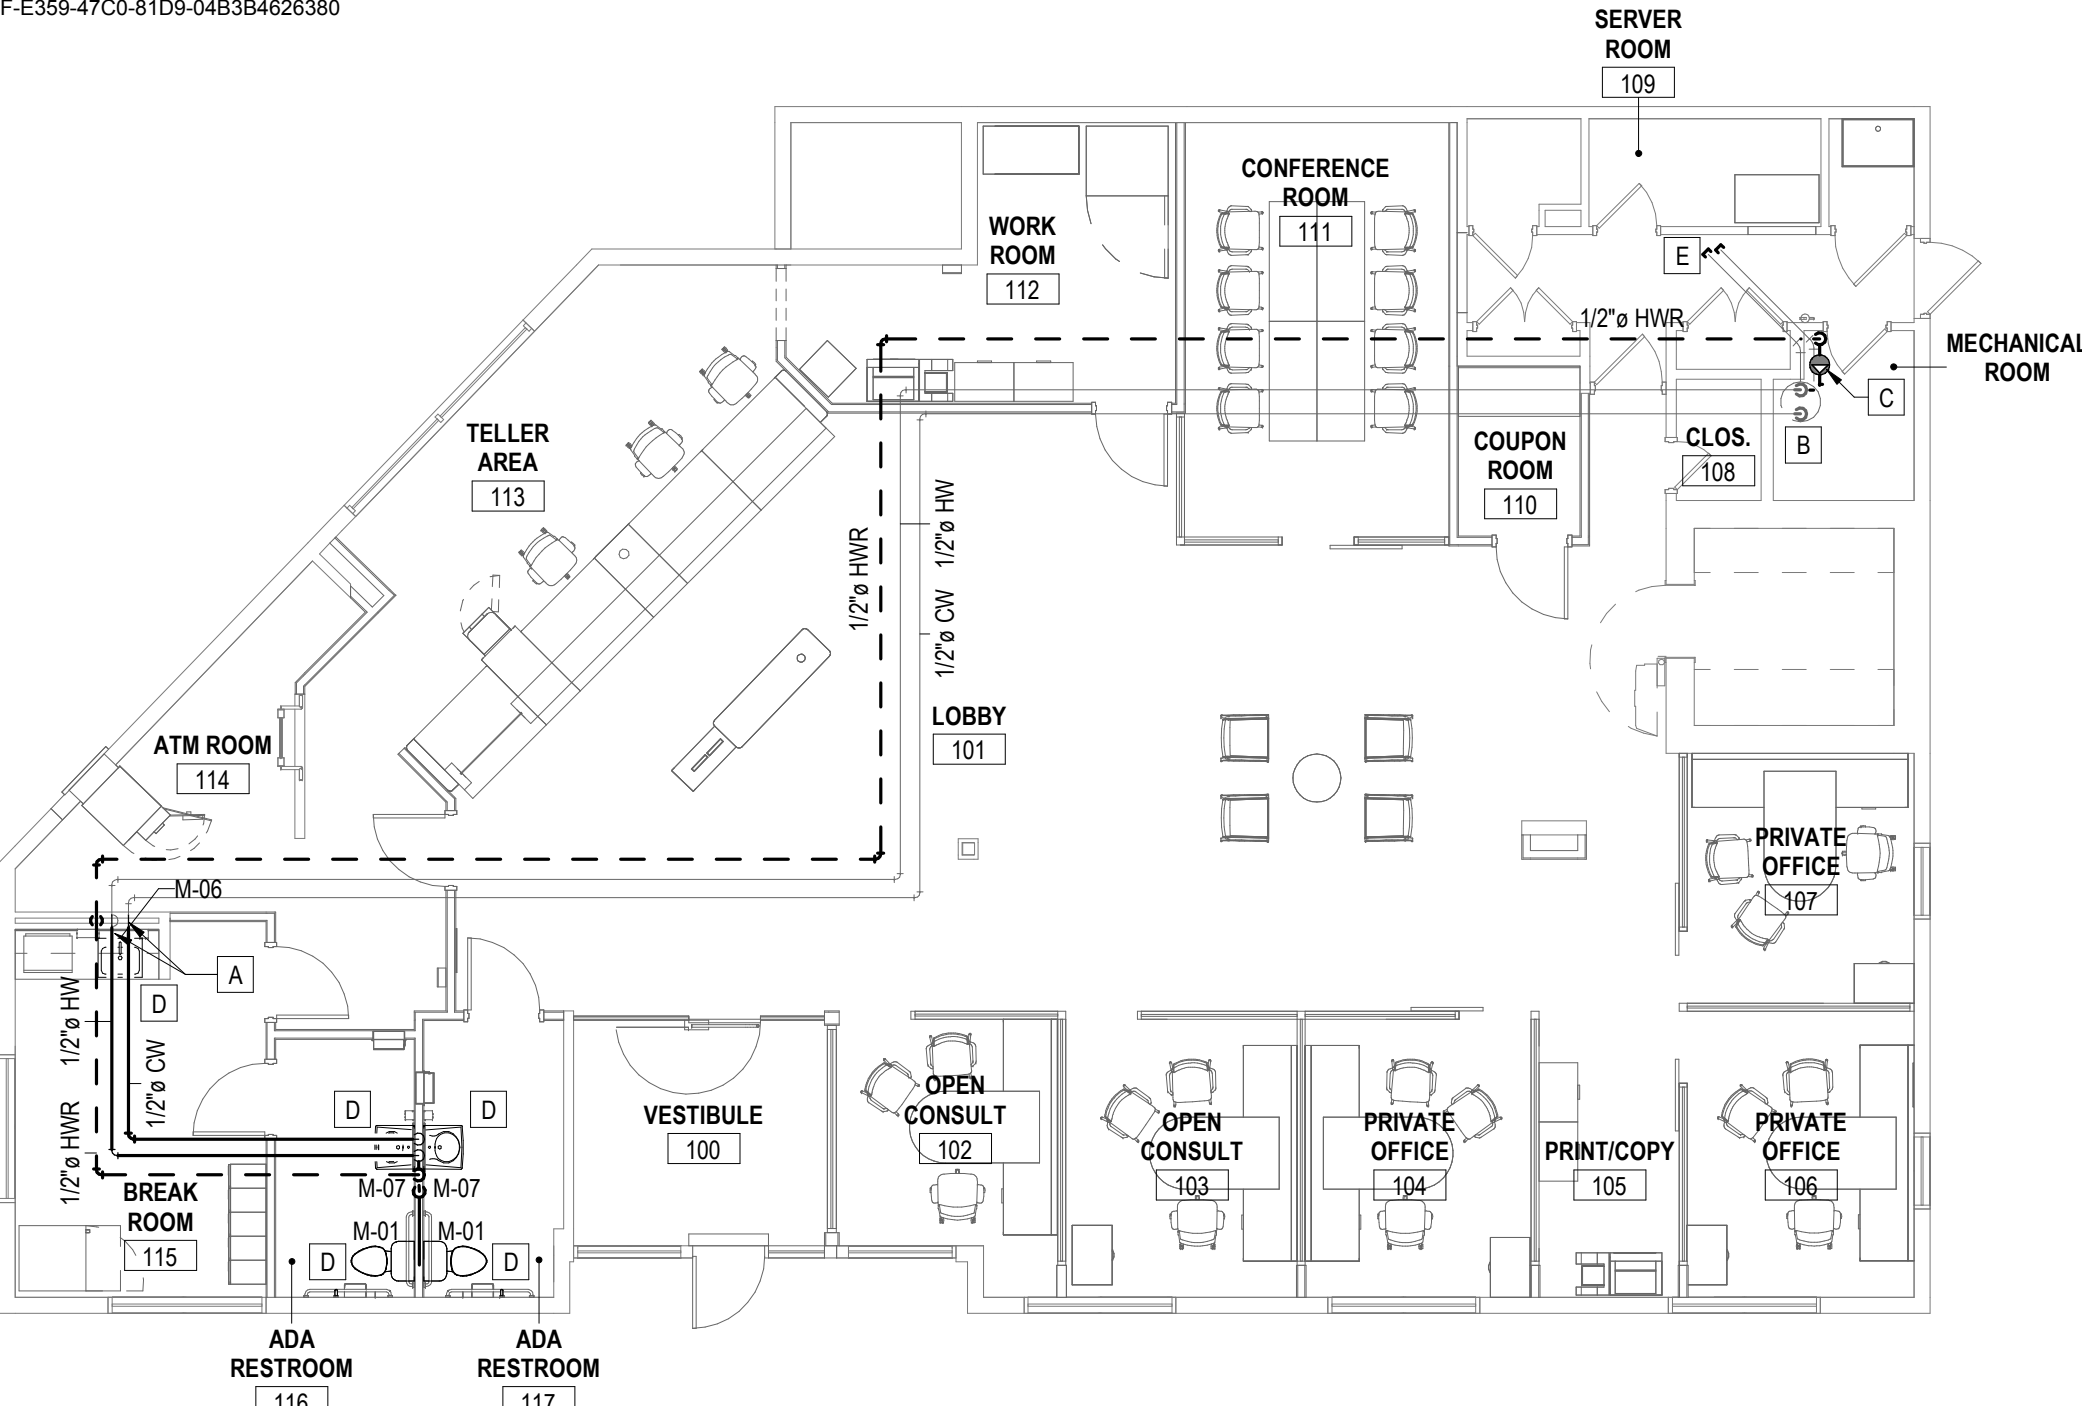 F-E359-47C0-81D9-04B3B4626380
SERVER
ROOM
109
CONFERENCE
ROOM
111
WORK
ROOM
112
E
1/2"ø HWR
MECHANICAL
ROOM
C
B
TELLER
AREA
113
COUPON
ROOM
110
CLOS.
108
1/2"ø HW
1/2"ø HWR
1/2"ø CW
LOBBY
101
ATM ROOM
114
M-06
A
D
1/2"ø HW
1/2"ø CW
1/2"ø HWR
PRIVATE
OFFICE
107
D
D
VESTIBULE
100
OPEN
CONSULT
102
OPEN
CONSULT
103
PRIVATE
OFFICE
104
PRINT/COPY
105
PRIVATE
OFFICE
106
BREAK
ROOM
115
M-07
M-07
M-01
M-01
D
D
ADA
RESTROOM
116
ADA
RESTROOM
117